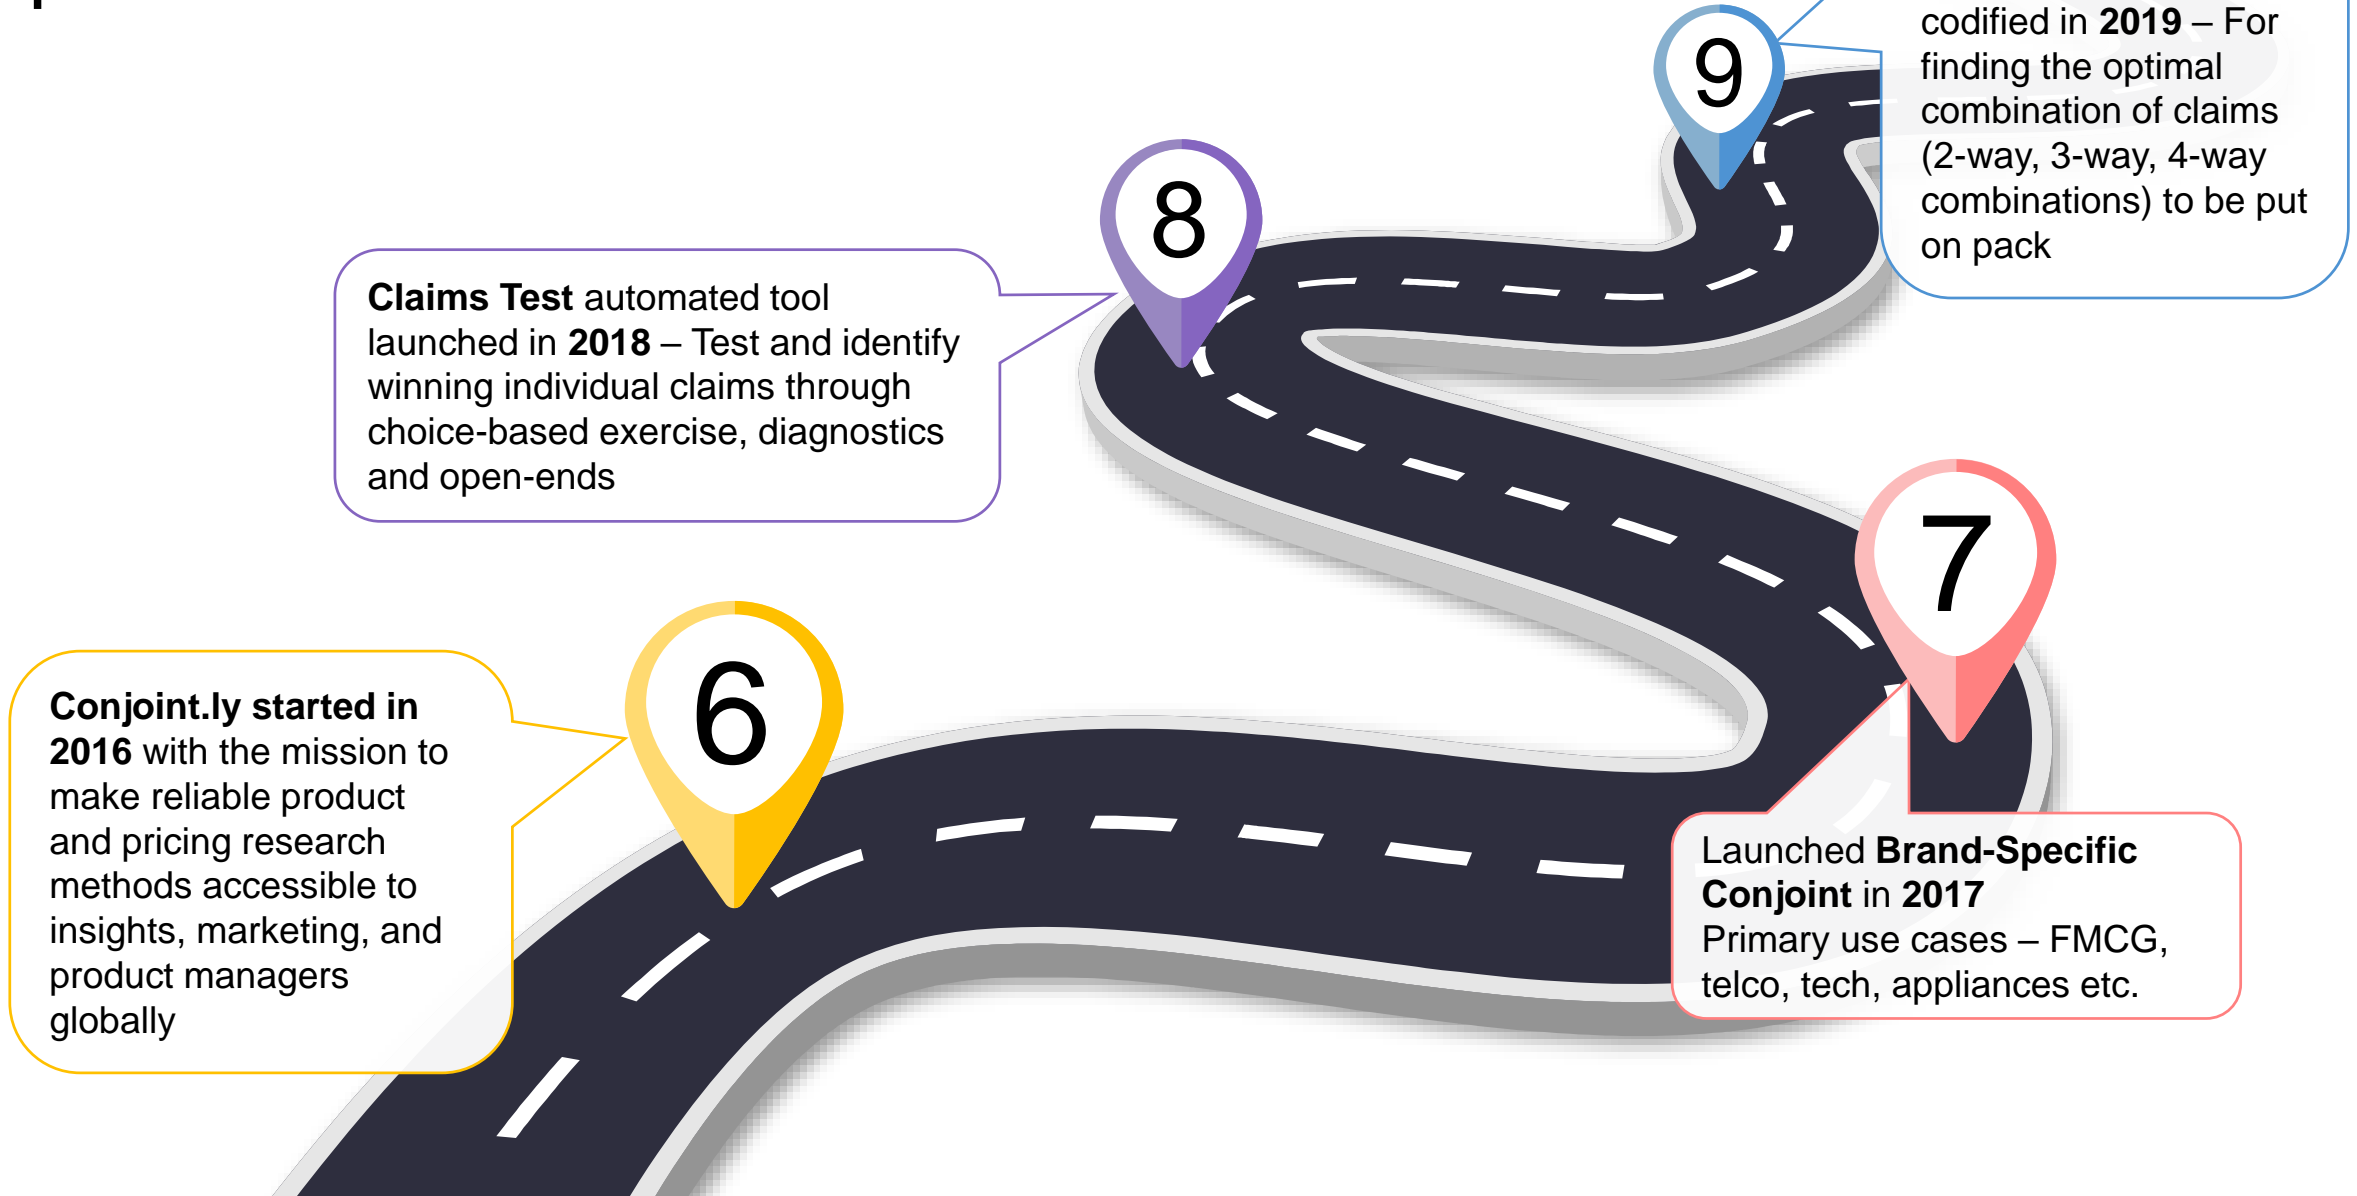 codified in 2019 – For
finding the optimal
combination of claims
(2-way, 3-way, 4-way
combinations) to be put
on pack
9
8
Claims Test automated tool
launched in 2018 – Test and identify
winning individual claims through
choice-based exercise, diagnostics
and open-ends
7
6
Conjoint.ly started in
2016 with the mission to
make reliable product
and pricing research
methods accessible to
insights, marketing, and
product managers
globally
Launched Brand-Specific
Conjoint in 2017
Primary use cases – FMCG,
telco, tech, appliances etc.